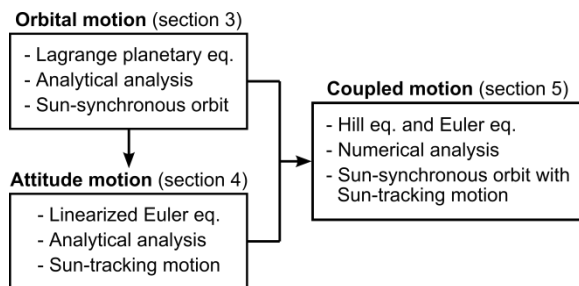 Orbital motion (section 3)
- Lagrange planetary eq.
- Analytical analysis
- Sun-synchronous orbit
Attitude motion (section 4)
- Linearized Euler eq.
- Analytical analysis
- Sun-tracking motion
Coupled motion (section 5)
- Hill eq. and Euler eq.
- Numerical analysis
- Sun-synchronous orbit with
Sun-tracking motion